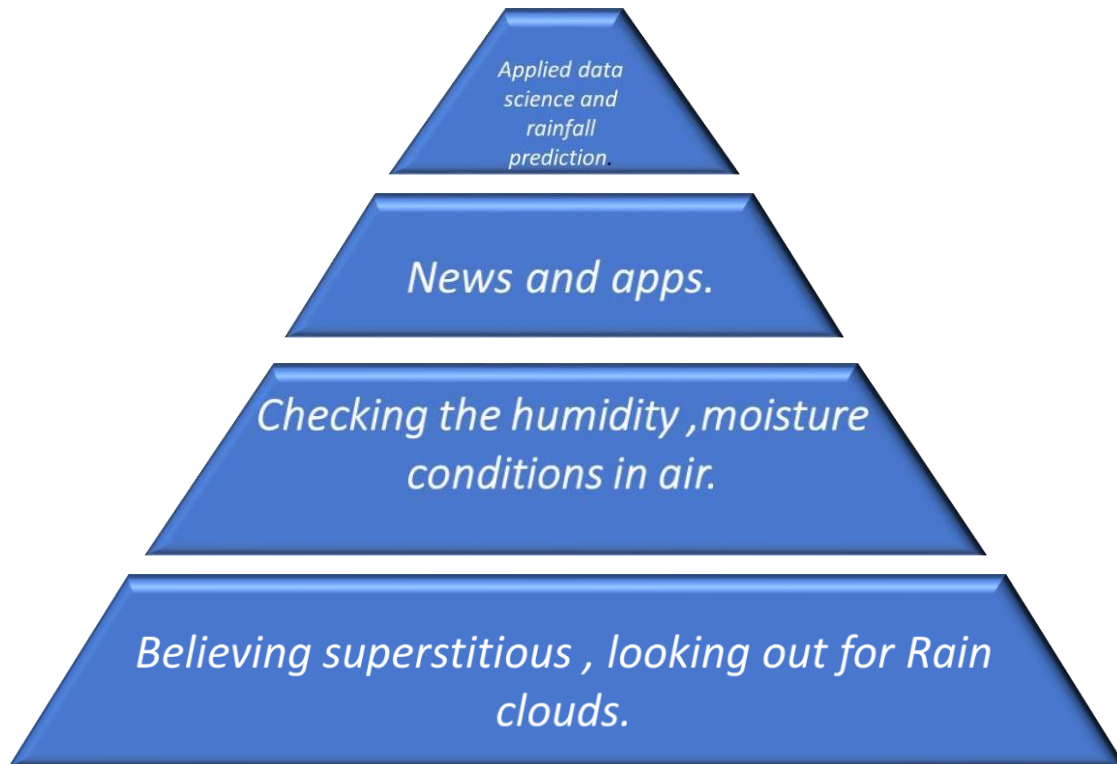 Applied data
science and
rainfall
prediction.
News and apps.
Checking the humidity ,moisture
conditions in air.
Believing superstitious , looking out for Rain
clouds.